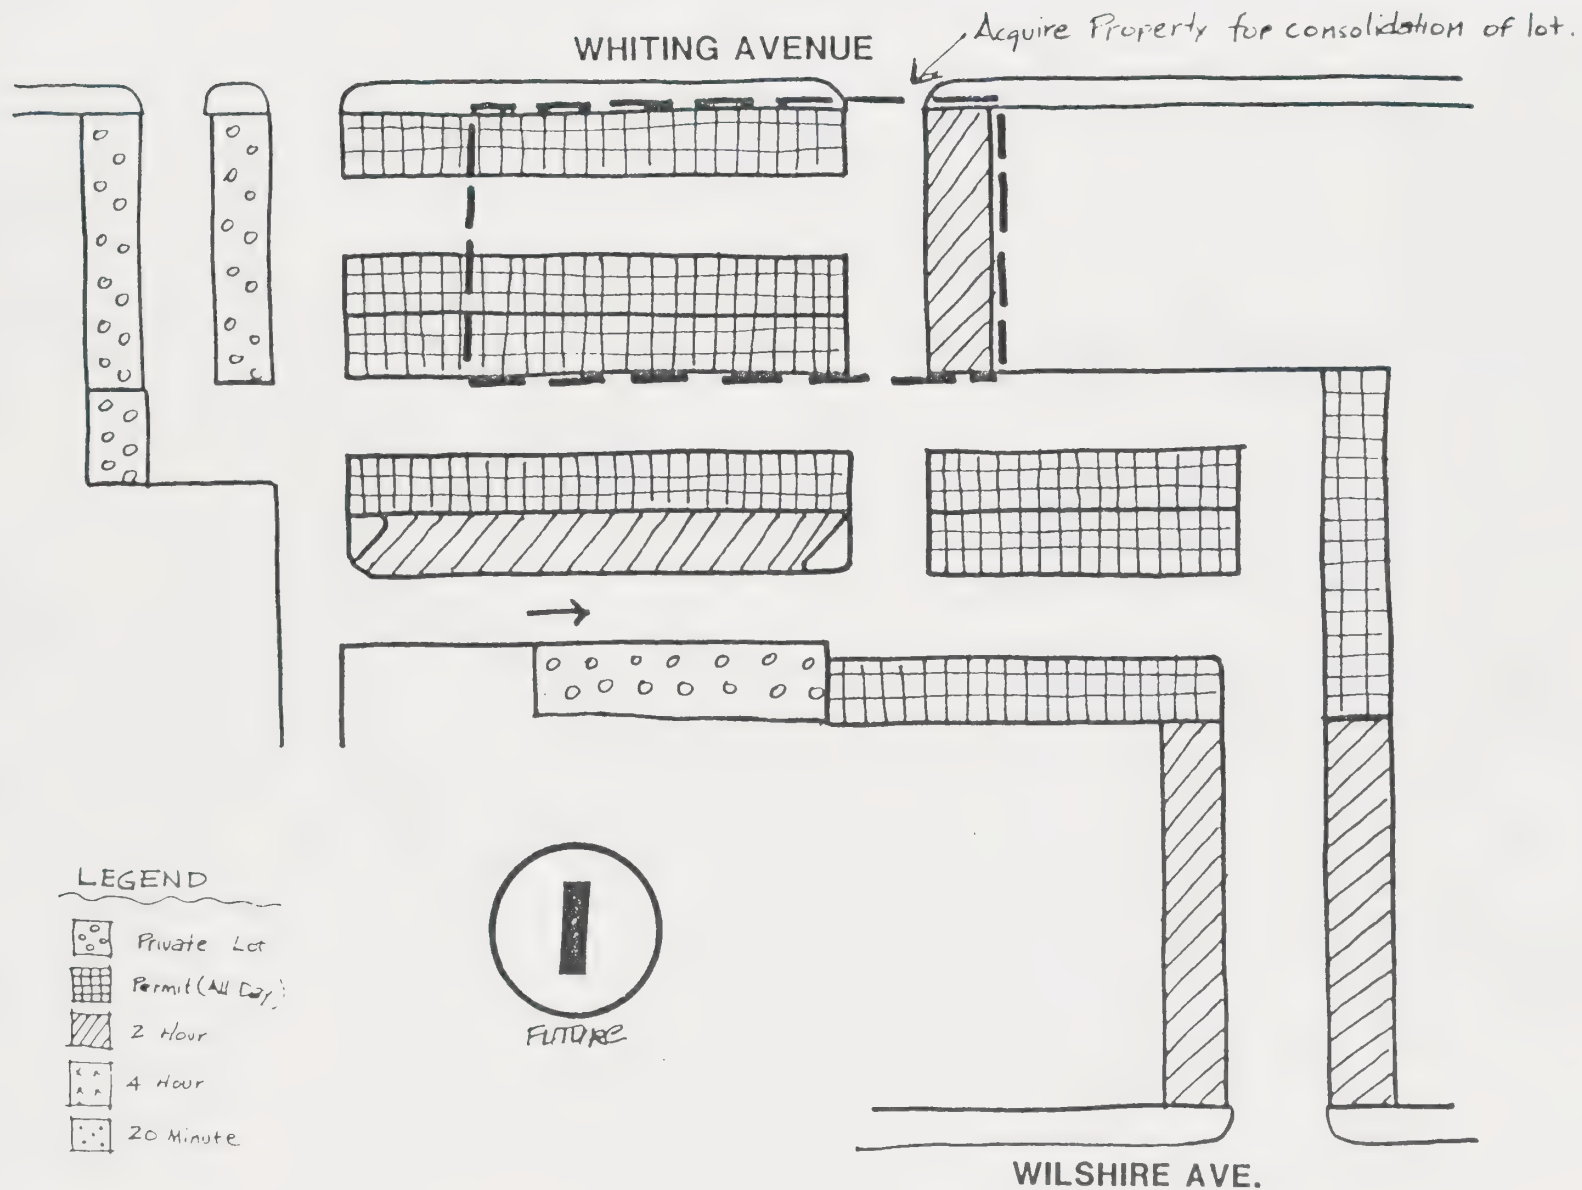 Acquire Property for consolidation of lot.
WHITING AVENUE
LEGEND
Private Lot
Permit (All Day)
2 Hour
4 Hour
20 Minute
1
FUTURE
WILSHIRE AVE.